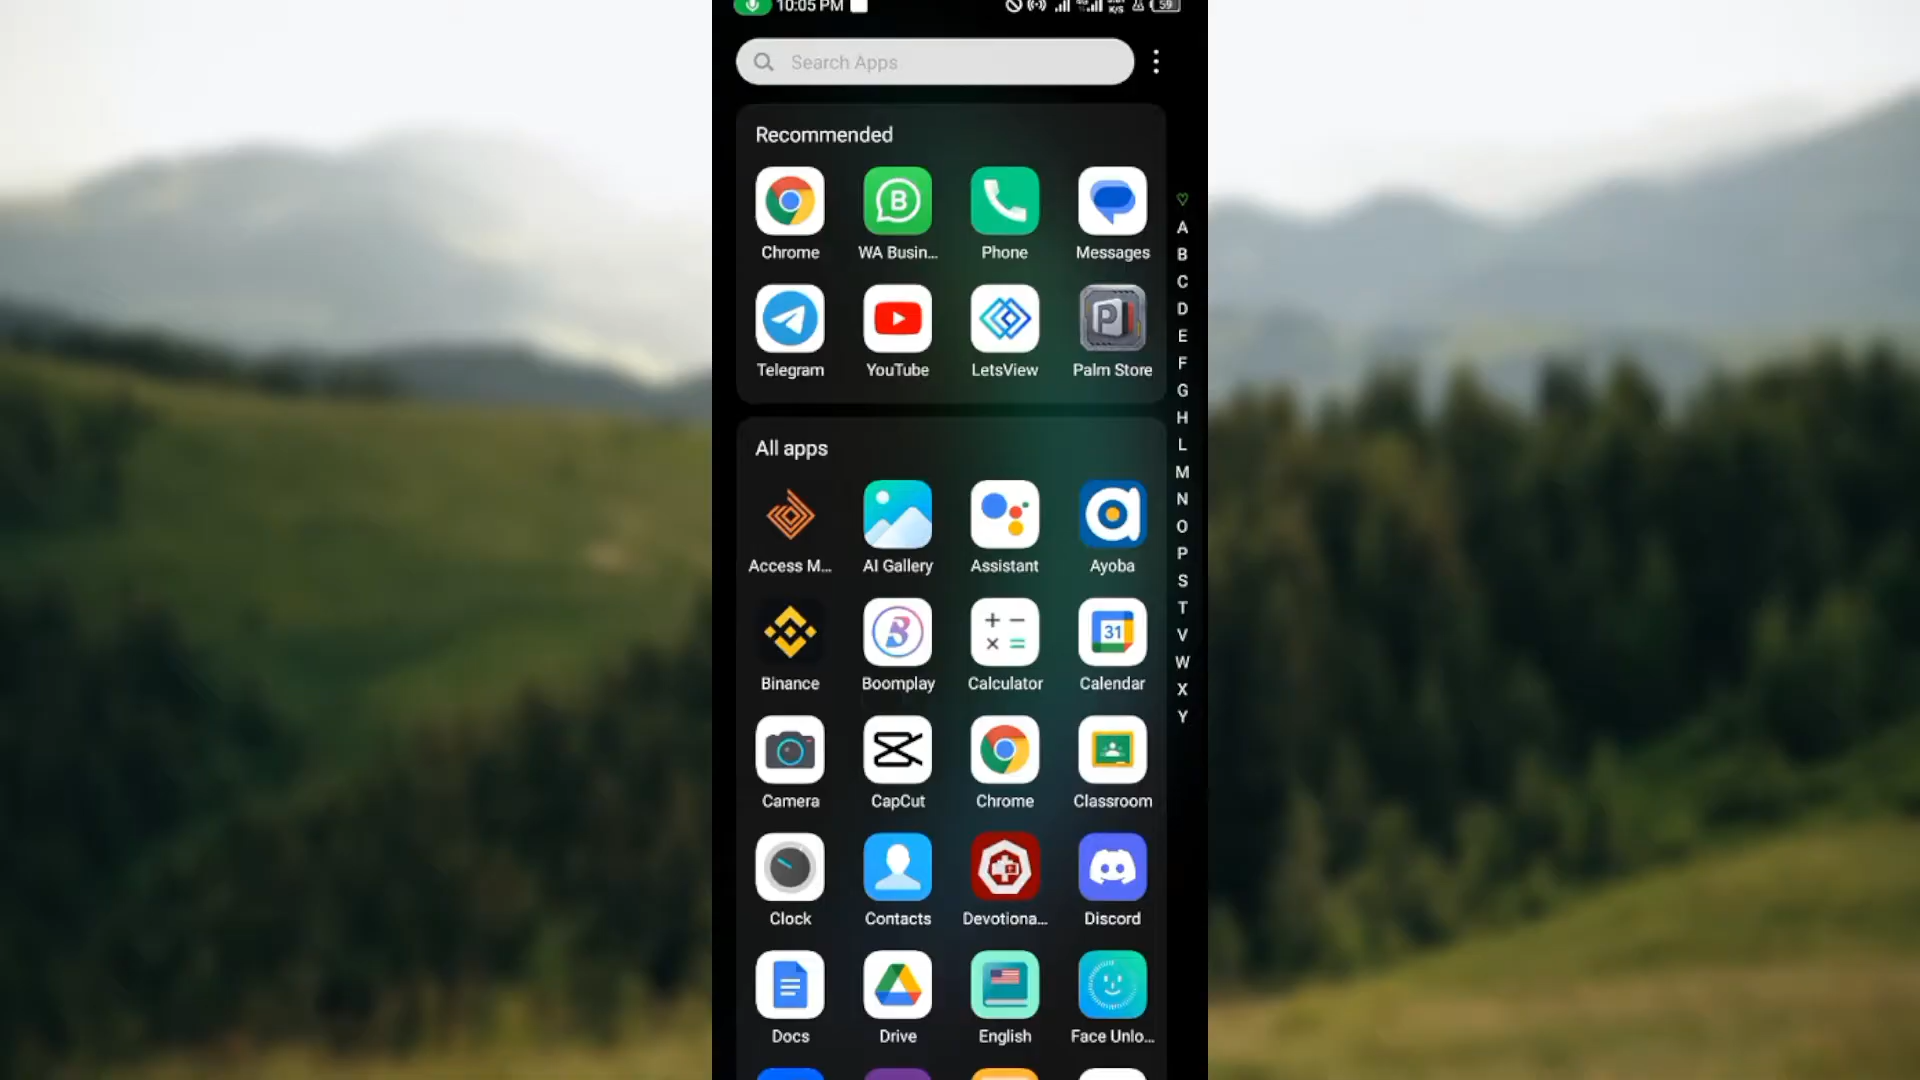 10:05 PM
59
Search Apps
Recommended
Chrome
WA Busin...
Phone
Messages
Telegram
YouTube
LetsView
Palm Store
All apps
Access M...
AI Gallery
Assistant
Ayoba
Binance
Boomplay
Calculator
31
Calendar
Camera
CapCut
Chrome
Classroom
Clock
Contacts
Devotiona...
Discord
Docs
Drive
English
Face Unlo...
A
B
C
D
E
F
G
H
L
M
N
O
P
S
T
V
W
X
Y